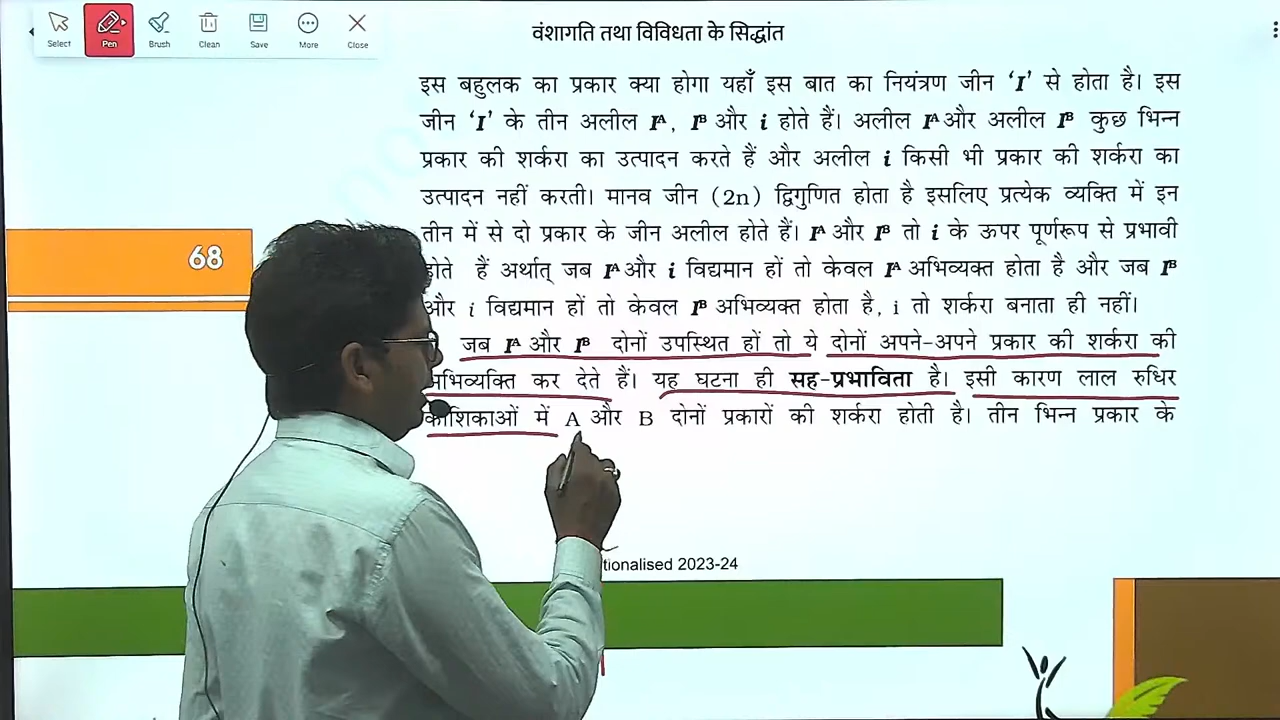 Select Pen Brush Clean Save More Close
वंशागति तथा विविधता के सिद्धांत
इस बहुलक का प्रकार क्या होगा यहाँ इस बात का नियंत्रण जीन ‘I’ से होता है। इस
जीन ‘I’ के तीन अलील Iᴬ, Iᴮ और i होते हैं। अलील Iᴬ और अलील Iᴮ कुछ भिन्न
प्रकार की शर्करा का उत्पादन करते हैं और अलील i किसी भी प्रकार की शर्करा का
उत्पादन नहीं करती। मानव जीन (2n) द्विगुणित होता है इसलिए प्रत्येक व्यक्ति में इन
तीन में से दो प्रकार के जीन अलील होते हैं। Iᴬ और Iᴮ तो i के ऊपर पूर्णरूप से प्रभावी
68
होते हैं अर्थात् जब Iᴬ और i विद्यमान हों तो केवल Iᴬ अभिव्यक्त होता है और जब Iᴮ
और i विद्यमान हों तो केवल Iᴮ अभिव्यक्त होता है, i तो शर्करा बनाता ही नहीं।
जब Iᴬ और Iᴮ दोनों उपस्थित हों तो ये दोनों अपने-अपने प्रकार की शर्करा की
अभिव्यक्ति कर देते हैं। यह घटना ही सह-प्रभाविता है। इसी कारण लाल रुधिर
कोशिकाओं में A और B दोनों प्रकारों की शर्करा होती है। तीन भिन्न प्रकार के
tionalised 2023-24